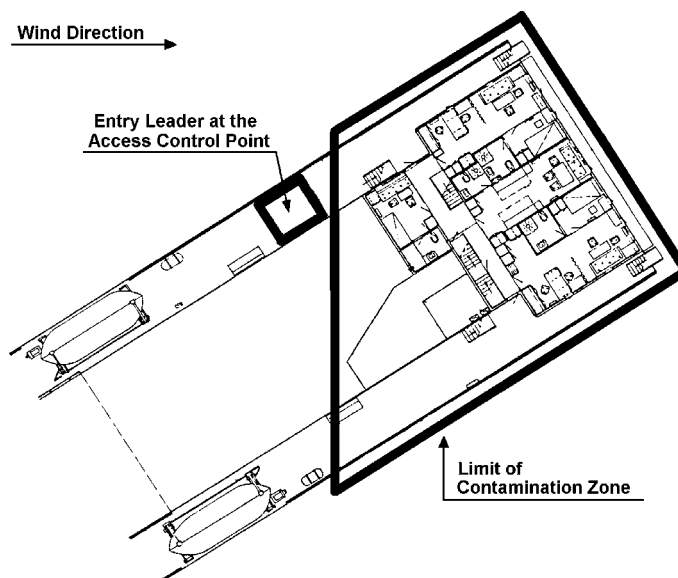 Wind Direction
Entry Leader at the
Access Control Point
Limit of
Contamination Zone